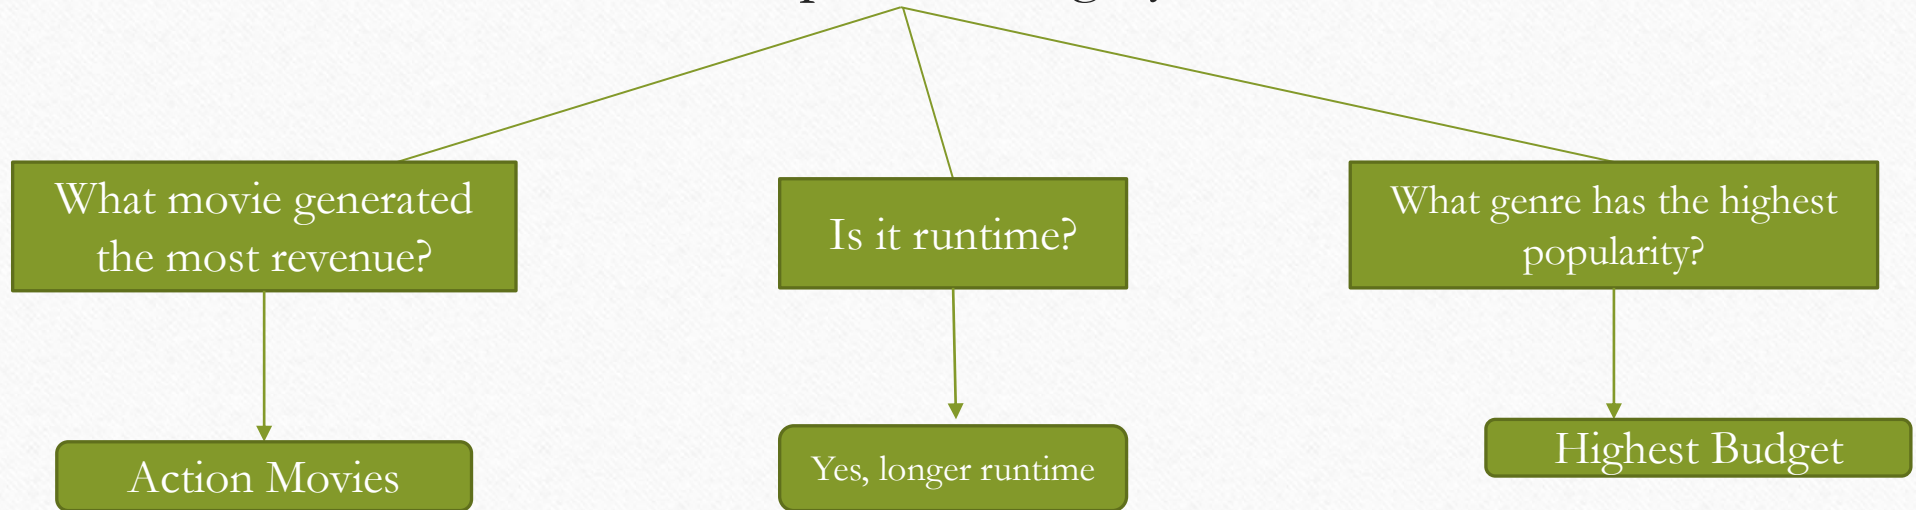 What movie generated
the most revenue?
Is it runtime?
What genre has the highest
popularity?
Action Movies
Yes, longer runtime
Highest Budget